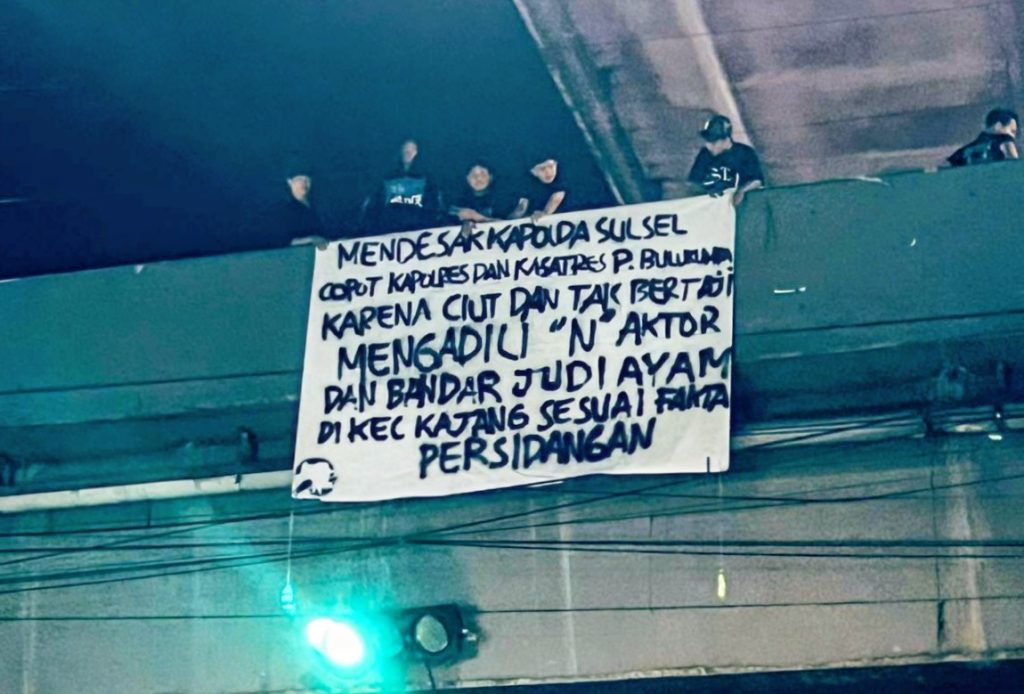 MENDESAK KAPOLDA SULSEL
COPOT KAPOLRES DAN KASATRES P. BULUKUMBA
KARENA CIUT DAN TAK BERTAJI
MENGADILI "N" AKTOR
DAN BANDAR JUDI AYAM
DI KEC KAJANG SESUAI FAKTA
PERSIDANGAN